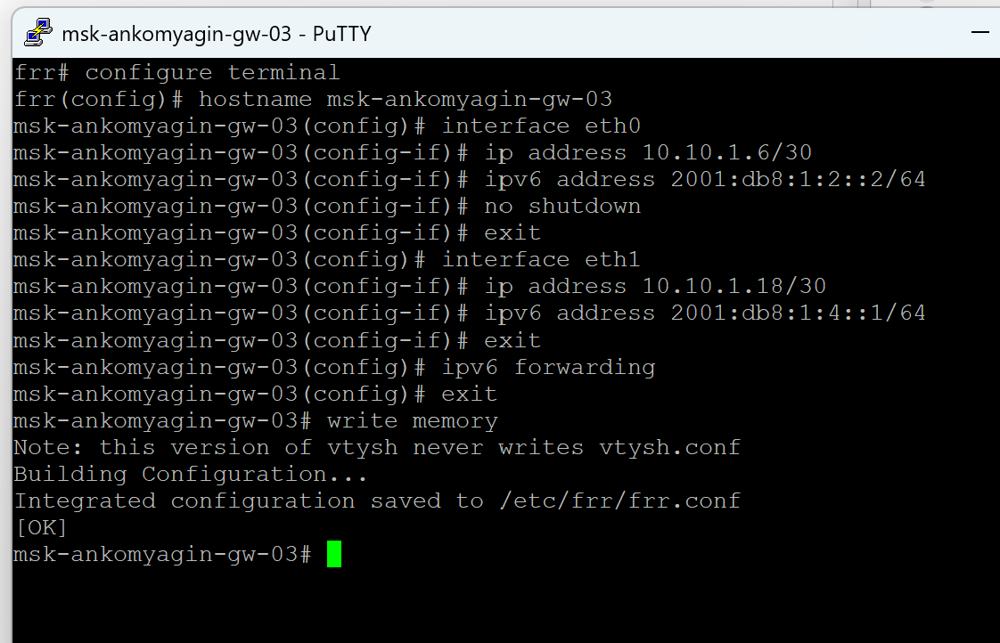 msk-ankomyagin-gw-03 - PuTTY
frr# configure terminal
frr(config)# hostname msk-ankomyagin-gw-03
msk-ankomyagin-gw-03(config)# interface eth0
msk-ankomyagin-gw-03(config-if)# ip address 10.10.1.6/30
msk-ankomyagin-gw-03(config-if)# ipv6 address 2001:db8:1:2::2/64
msk-ankomyagin-gw-03(config-if)# no shutdown
msk-ankomyagin-gw-03(config-if)# exit
msk-ankomyagin-gw-03(config)# interface eth1
msk-ankomyagin-gw-03(config-if)# ip address 10.10.1.18/30
msk-ankomyagin-gw-03(config-if)# ipv6 address 2001:db8:1:4::1/64
msk-ankomyagin-gw-03(config-if)# exit
msk-ankomyagin-gw-03(config)# ipv6 forwarding
msk-ankomyagin-gw-03(config)# exit
msk-ankomyagin-gw-03# write memory
Note: this version of vtysh never writes vtysh.conf
Building Configuration...
Integrated configuration saved to /etc/frr/frr.conf
[OK]
msk-ankomyagin-gw-03#